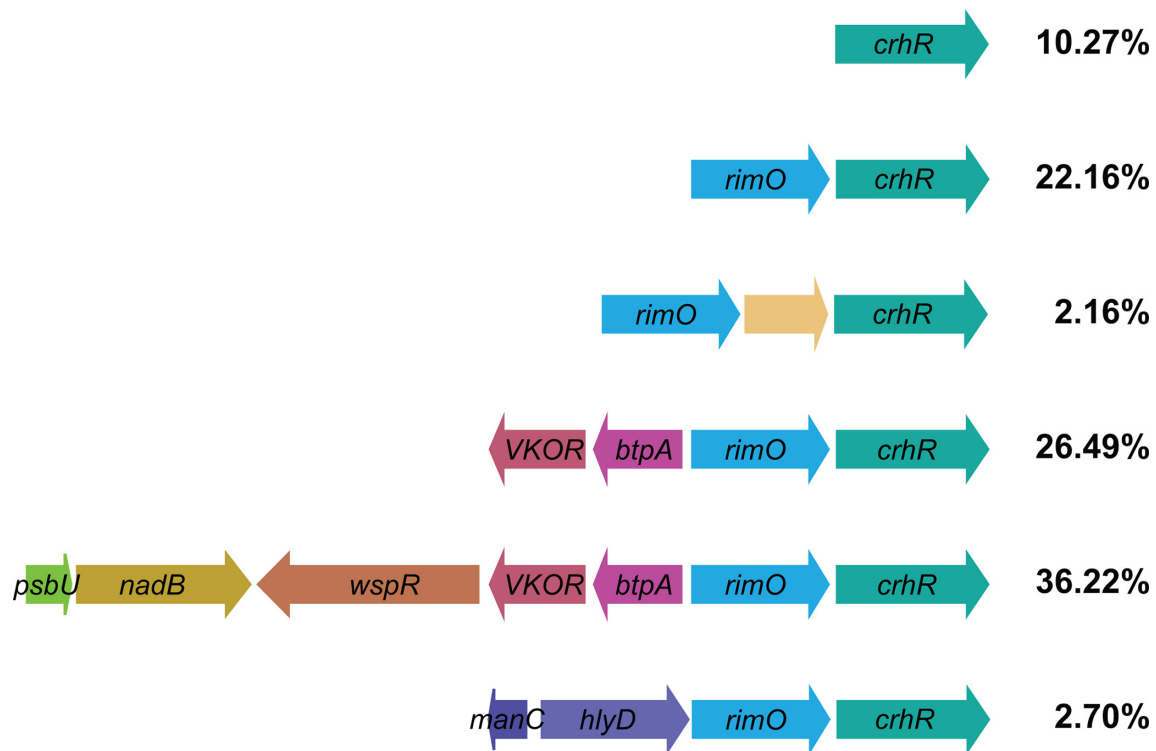 crhR 10.27%
rimO crhR 22.16%
rimO crhR 2.16%
VKOR btpA rimO crhR 26.49%
psbU nadB wspR VKOR btpA rimO crhR 36.22%
manC hlyD rimO crhR 2.70%